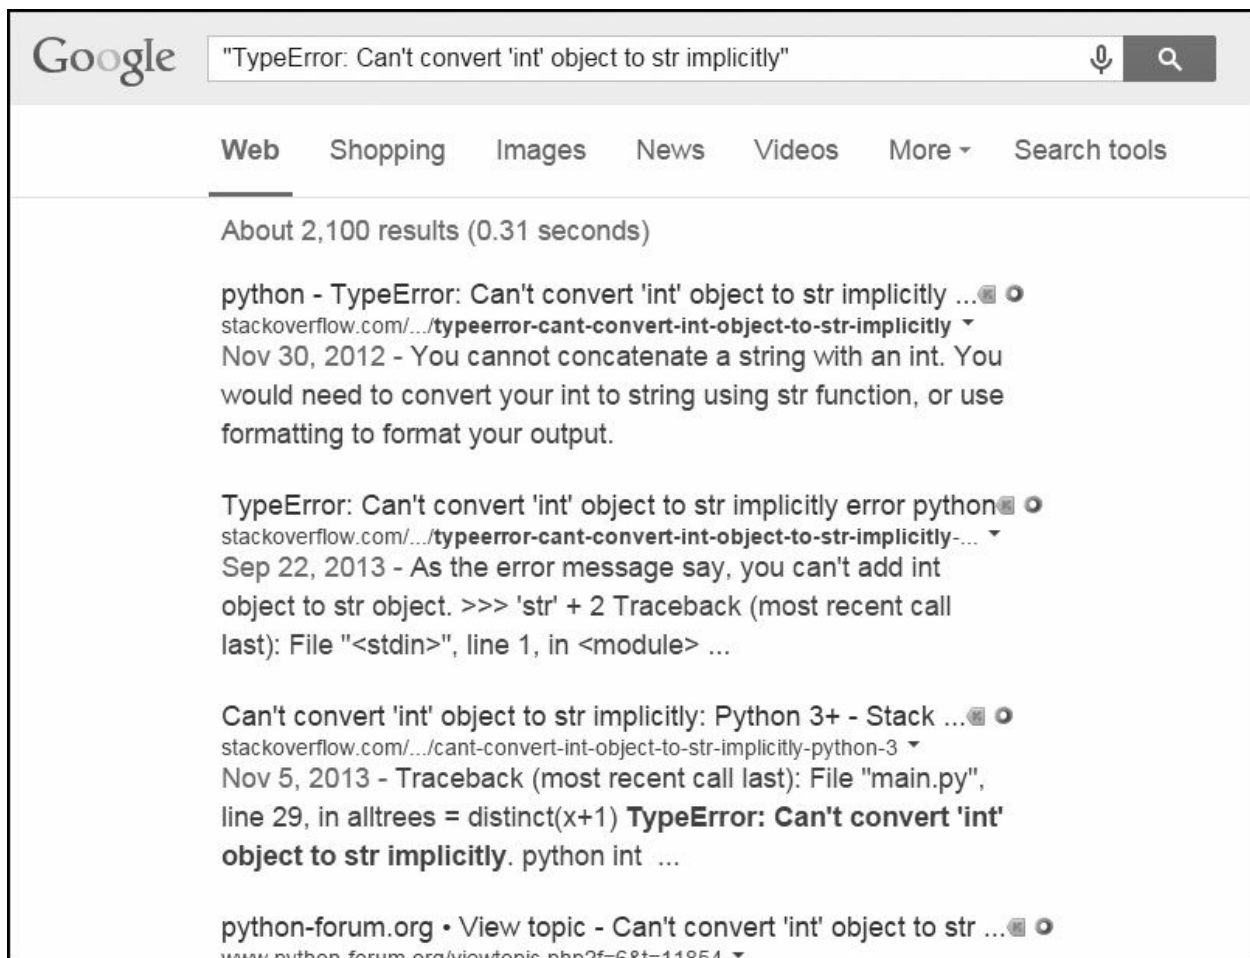 Google "TypeError: Can't convert 'int' object to str implicitly"
Web Shopping Images News Videos More Search tools
About 2,100 results (0.31 seconds)
python - TypeError: Can't convert 'int' object to str implicitly ...
stackoverflow.com/.../typeerror-cant-convert-int-object-to-str-implicitly
Nov 30, 2012 - You cannot concatenate a string with an int. You
would need to convert your int to string using str function, or use
formatting to format your output.
TypeError: Can't convert 'int' object to str implicitly error python
stackoverflow.com/.../typeerror-cant-convert-int-object-to-str-implicitly-...
Sep 22, 2013 - As the error message say, you can't add int
object to str object. >>> 'str' + 2 Traceback (most recent call
last): File "<stdin>", line 1, in <module> ...
Can't convert 'int' object to str implicitly: Python 3+ - Stack ...
stackoverflow.com/.../cant-convert-int-object-to-str-implicitly-python-3
Nov 5, 2013 - Traceback (most recent call last): File "main.py",
line 29, in alltrees = distinct(x+1) TypeError: Can't convert 'int'
object to str implicitly. python int ...
python-forum.org • View topic - Can't convert 'int' object to str ...
www.python-forum.org/viewtopic.php?f=6&t=11854